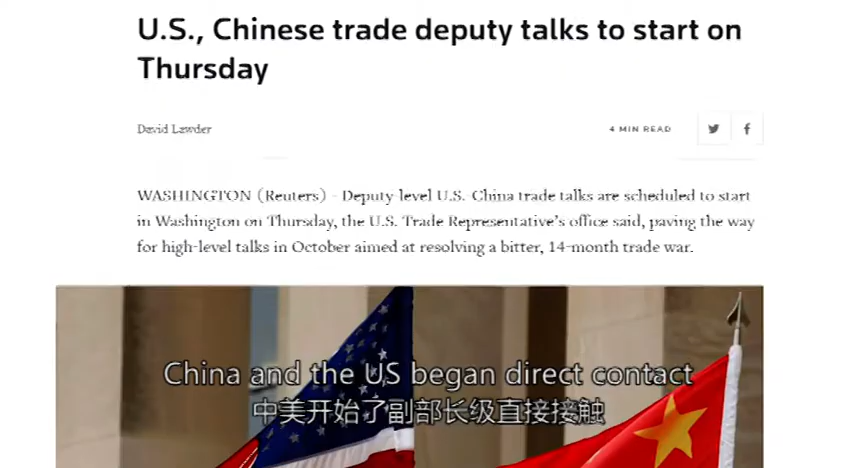 U.S., Chinese trade deputy talks to start on
Thursday
David Lawder
4 MIN READ
WASHINGTON (Reuters) - Deputy-level U.S.-China trade talks are scheduled to start
in Washington on Thursday, the U.S. Trade Representative's office said, paving the way
for high-level talks in October aimed at resolving a bitter, 14-month trade war.
China and the US began direct contact
中美开始了副部长级直接接触